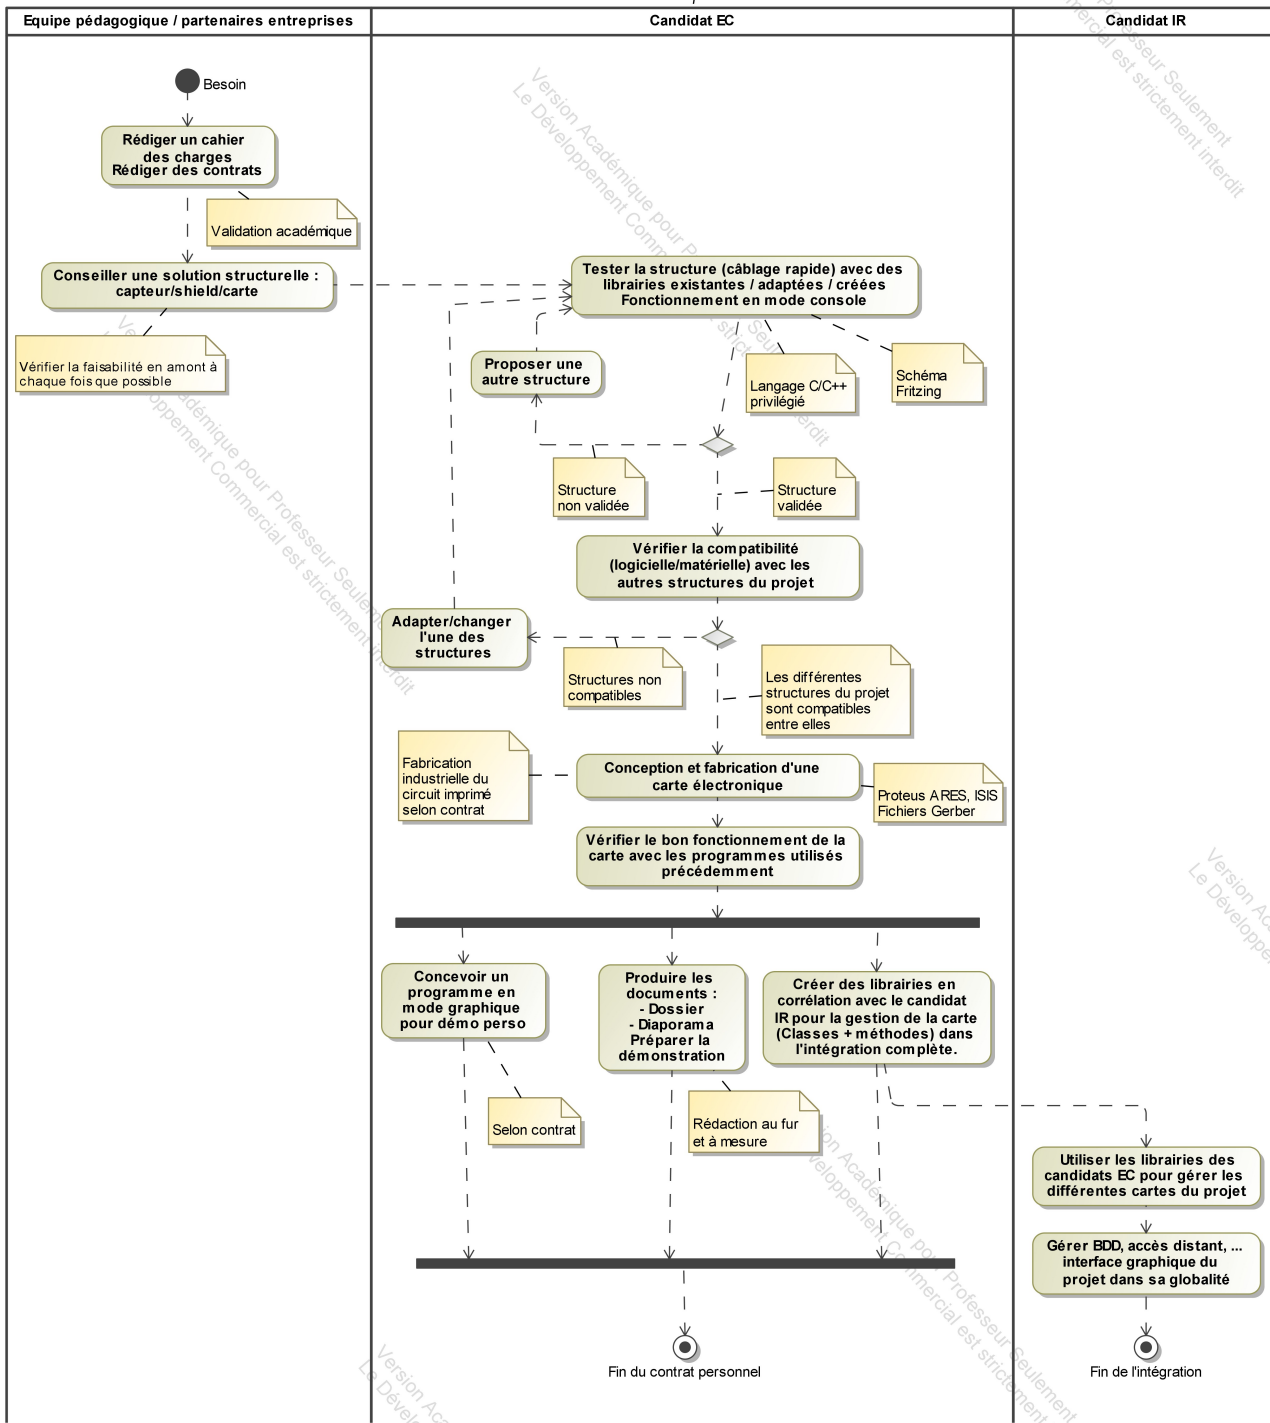 Equipe pédagogique / partenaires entreprises
Candidat EC
Candidat IR
Besoin
Rédiger un cahier
des charges
Rédiger des contrats
Validation académique
Conseiller une solution structurelle :
capteur/shield/carte
Vérifier la faisabilité en amont à
chaque fois que possible
Tester la structure (câblage rapide) avec des
librairies existantes / adaptées / créées
Fonctionnement en mode console
Proposer une
autre structure
Langage C/C++
privilégié
Schéma
Fritzing
Structure
non validée
Structure
validée
Vérifier la compatibilité
(logicielle/matérielle) avec les
autres structures du projet
Adapter/changer
l'une des
structures
Structures non
compatibles
Les différentes
structures du projet
sont compatibles
entre elles
Fabrication
industrielle du
circuit imprimé
selon contrat
Conception et fabrication d'une
carte électronique
Proteus ARES, ISIS
Fichiers Gerber
Vérifier le bon fonctionnement de la
carte avec les programmes utilisés
précédemment
Concevoir un
programme en
mode graphique
pour démo perso
Produire les
documents :
- Dossier
- Diaporama
Préparer la
démonstration
Créer des librairies en
corrélation avec le candidat
IR pour la gestion de la carte
(Classes + méthodes) dans
l'intégration complète.
Selon contrat
Rédaction au fur
et à mesure
Utiliser les librairies des
candidats EC pour gérer les
différentes cartes du projet
Gérer BDD, accès distant, ...
interface graphique du
projet dans sa globalité
Fin du contrat personnel
Fin de l'intégration